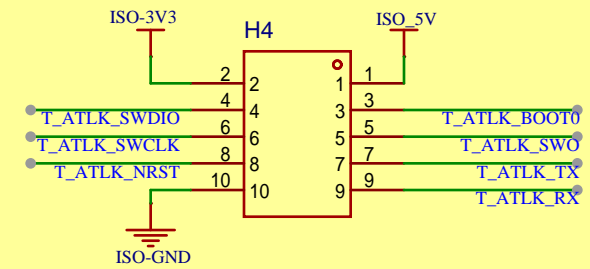 ISO-3V3 H4 ISO_5V
2 2 1 1
4 4 3 3
T_ATLK_SWDIO T_ATLK_BOOT0
6 6 5 5
T_ATLK_SWCLK T_ATLK_SWO
8 8 7 7
T_ATLK_NRST T_ATLK_TX
10 10 9 9
T_ATLK_RX
ISO-GND